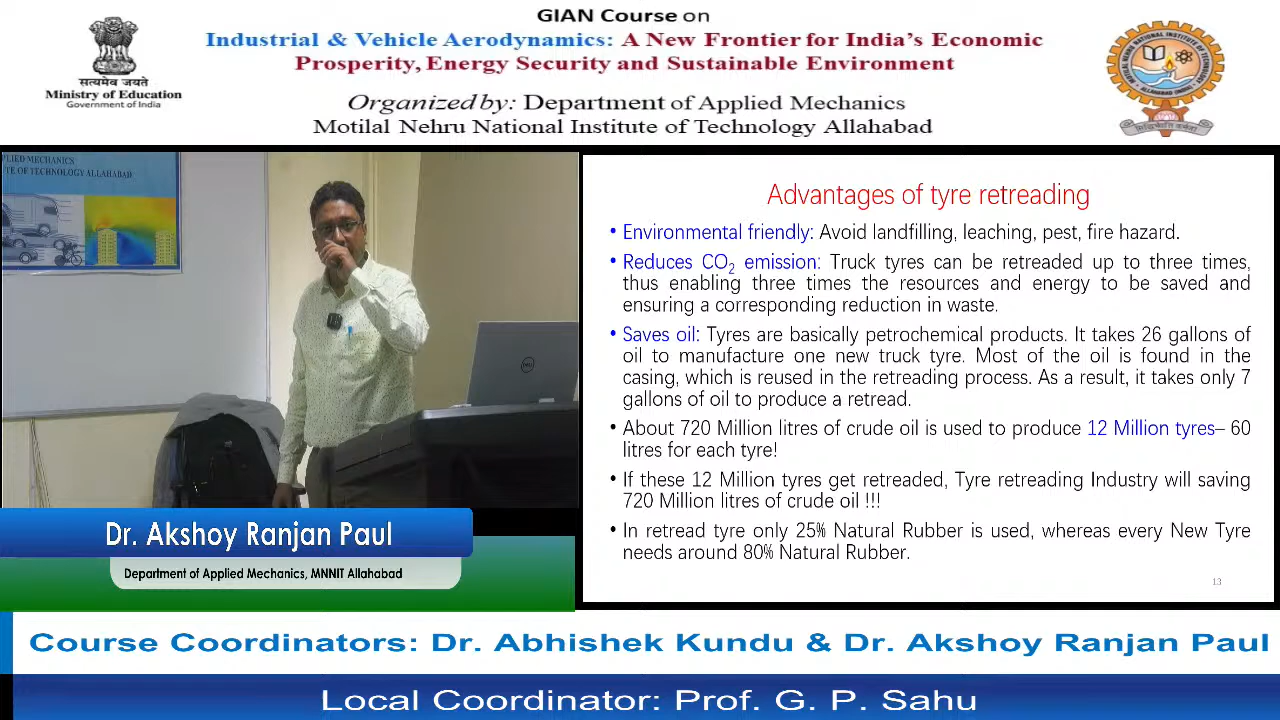 GIAN Course on
Industrial & Vehicle Aerodynamics: A New Frontier for India's Economic
Prosperity, Energy Security and Sustainable Environment
Organized by: Department of Applied Mechanics
Motilal Nehru National Institute of Technology Allahabad
सत्यमेव जयते
Ministry of Education
Government of India
PLIED MECHANICS
TE OF TECHNOLOGY ALLAHABAD
DELL
Advantages of tyre retreading
• Environmental friendly: Avoid landfilling, leaching, pest, fire hazard.
• Reduces CO₂ emission: Truck tyres can be retreaded up to three times,
thus enabling three times the resources and energy to be saved and
ensuring a corresponding reduction in waste.
• Saves oil: Tyres are basically petrochemical products. It takes 26 gallons of
oil to manufacture one new truck tyre. Most of the oil is found in the
casing, which is reused in the retreading process. As a result, it takes only 7
gallons of oil to produce a retread.
• About 720 Million litres of crude oil is used to produce 12 Million tyres– 60
litres for each tyre!
• If these 12 Million tyres get retreaded, Tyre retreading Industry will saving
720 Million litres of crude oil !!!
• In retread tyre only 25% Natural Rubber is used, whereas every New Tyre
needs around 80% Natural Rubber.
13
Dr. Akshoy Ranjan Paul
Department of Applied Mechanics, MNNIT Allahabad
Course Coordinators: Dr. Abhishek Kundu & Dr. Akshoy Ranjan Paul
Local Coordinator: Prof. G. P. Sahu